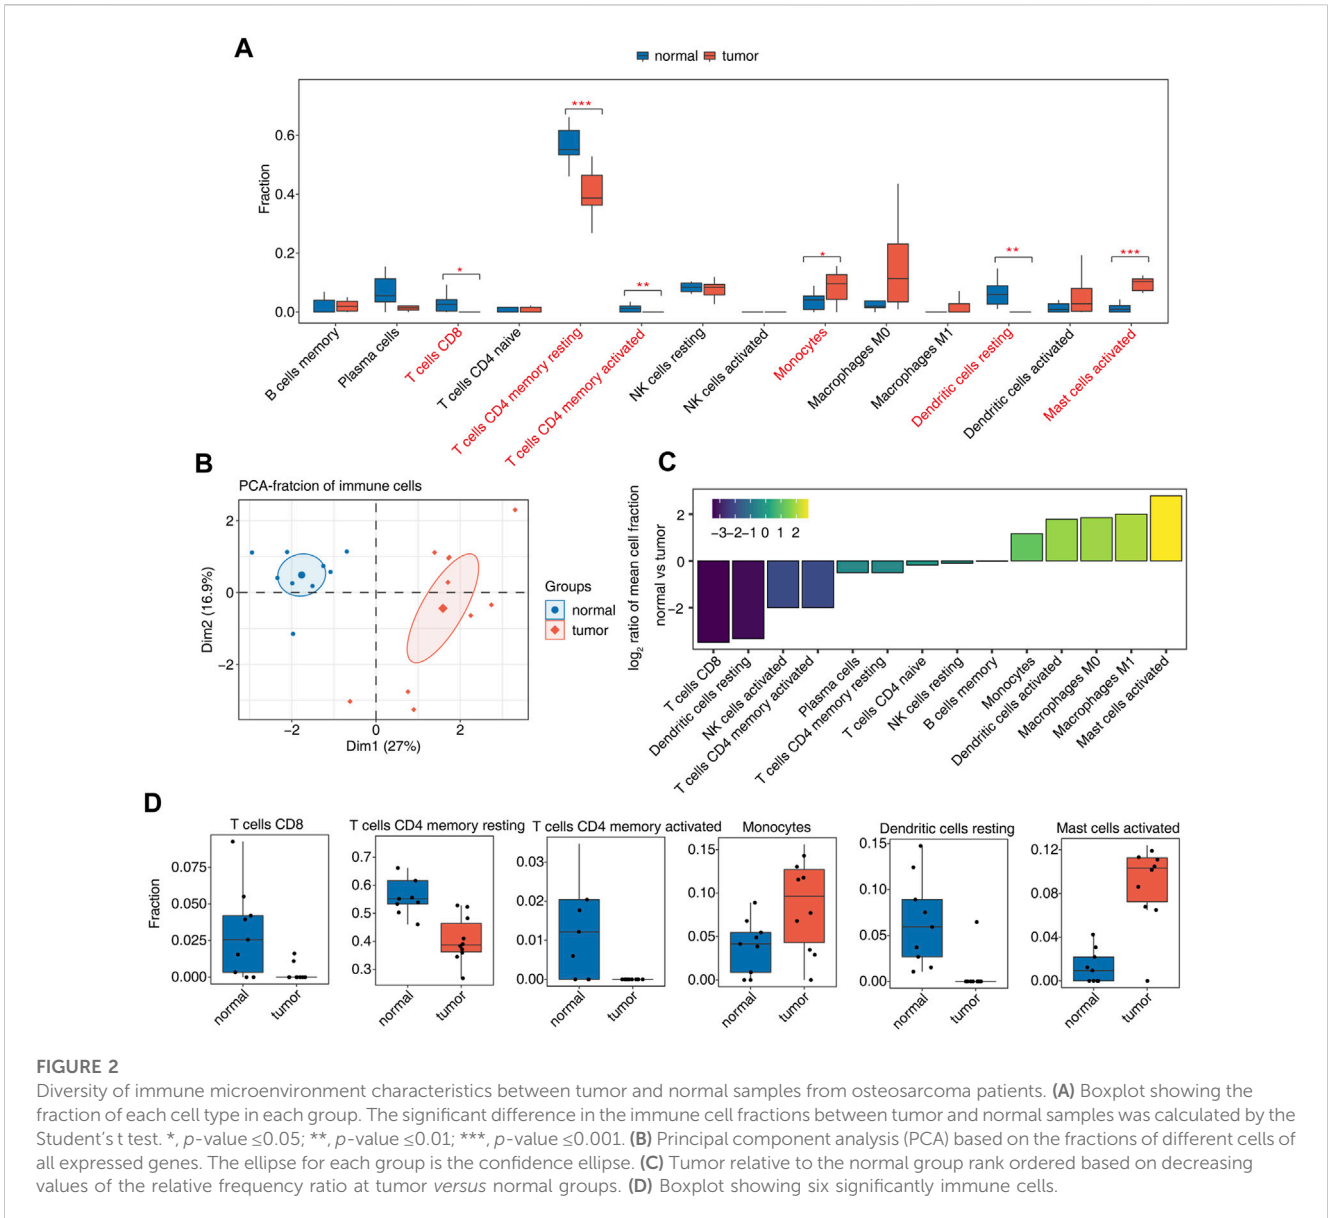 A
normal tumor
Fraction
0.6
0.4
0.2
0.0
***
*
**
*
**
***
B cells memory
Plasma cells
T cells CD8
T cells CD4 naive
T cells CD4 memory resting
T cells CD4 memory activated
NK cells resting
NK cells activated
Monocytes
Macrophages M0
Macrophages M1
Dendritic cells resting
Dendritic cells activated
Mast cells activated
B
PCA-fratcion of immune cells
Dim2 (16.9%)
2
0
−2
−2 0 2
Dim1 (27%)
Groups
normal
tumor
C
log2 ratio of mean cell fraction
normal vs tumor
2
0
−2
−3−2−1 0 1 2
T cells CD8
Dendritic cells resting
NK cells activated
T cells CD4 memory activated
Plasma cells
T cells CD4 memory resting
T cells CD4 naive
NK cells resting
B cells memory
Monocytes
Dendritic cells activated
Macrophages M0
Macrophages M1
Mast cells activated
D
Fraction
T cells CD8
0.075
0.050
0.025
0.000
normal tumor
T cells CD4 memory resting
0.7
0.6
0.5
0.4
0.3
normal tumor
T cells CD4 memory activated
0.03
0.02
0.01
0.00
normal tumor
Monocytes
0.15
0.10
0.05
0.00
normal tumor
Dendritic cells resting
0.15
0.10
0.05
0.00
normal tumor
Mast cells activated
0.12
0.08
0.04
0.00
normal tumor
FIGURE 2
Diversity of immune microenvironment characteristics between tumor and normal samples from osteosarcoma patients. (A) Boxplot showing the
fraction of each cell type in each group. The significant difference in the immune cell fractions between tumor and normal samples was calculated by the
Student's t test. *, p-value ≤0.05; **, p-value ≤0.01; ***, p-value ≤0.001. (B) Principal component analysis (PCA) based on the fractions of different cells of
all expressed genes. The ellipse for each group is the confidence ellipse. (C) Tumor relative to the normal group rank ordered based on decreasing
values of the relative frequency ratio at tumor versus normal groups. (D) Boxplot showing six significantly immune cells.